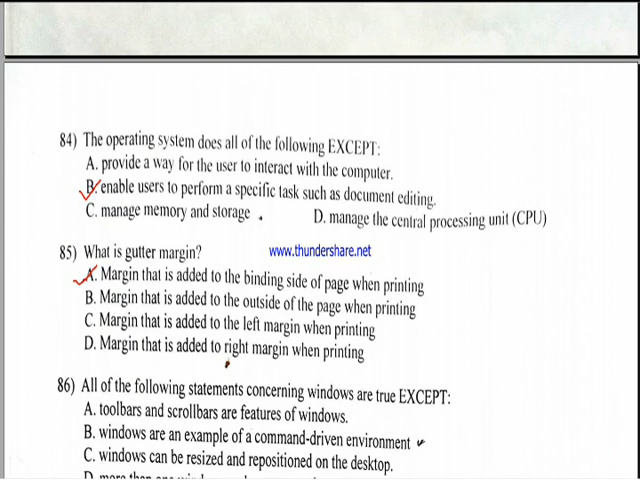 84) The operating system does all of the following EXCEPT:
A. provide a way for the user to interact with the computer.
B. enable users to perform a specific task such as document editing.
C. manage memory and storage . D. manage the central processing unit (CPU)
85) What is gutter margin?
www.thundershare.net
A. Margin that is added to the binding side of page when printing
B. Margin that is added to the outside of the page when printing
C. Margin that is added to the left margin when printing
D. Margin that is added to right margin when printing
86) All of the following statements concerning windows are true EXCEPT:
A. toolbars and scrollbars are features of windows.
B. windows are an example of a command-driven environment
C. windows can be resized and repositioned on the desktop.
D. more than one